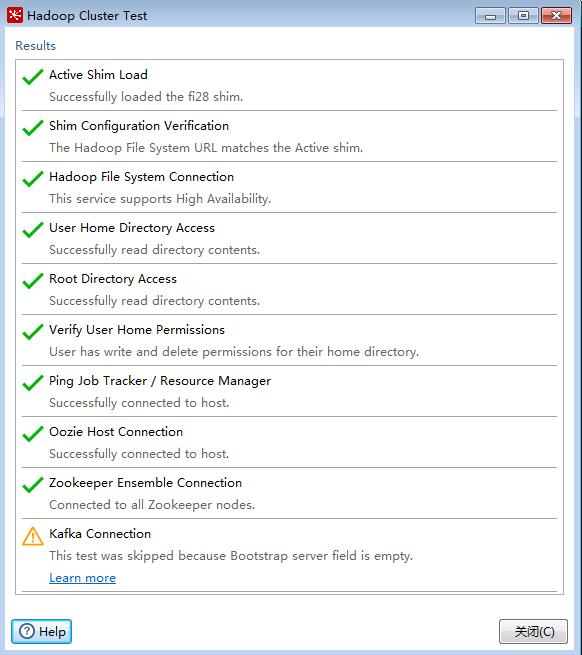 Hadoop Cluster Test
Results
Active Shim Load
Successfully loaded the fi28 shim.
Shim Configuration Verification
The Hadoop File System URL matches the Active shim.
Hadoop File System Connection
This service supports High Availability.
User Home Directory Access
Successfully read directory contents.
Root Directory Access
Successfully read directory contents.
Verify User Home Permissions
User has write and delete permissions for their home directory.
Ping Job Tracker / Resource Manager
Successfully connected to host.
Oozie Host Connection
Successfully connected to host.
Zookeeper Ensemble Connection
Connected to all Zookeeper nodes.
Kafka Connection
This test was skipped because Bootstrap server field is empty.
Learn more
Help
关闭(C)